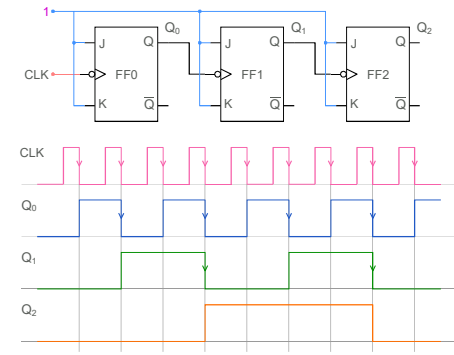 1 Q₀ Q₁ Q₂
J Q J Q J Q
CLK FF0 FF1 FF2
K Q̅ K Q̅ K Q̅
CLK
Q₀
Q₁
Q₂